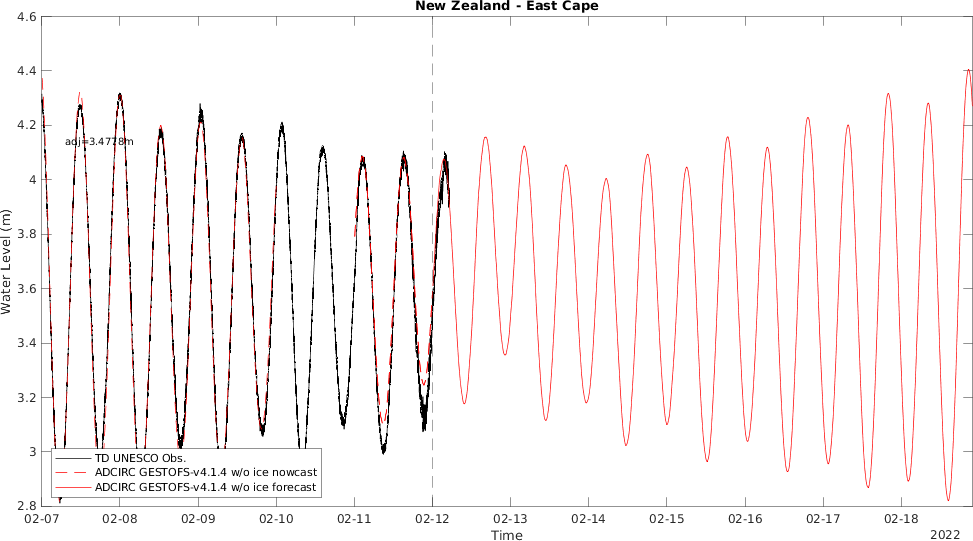 New Zealand - East Cape
4.6
4.4
4.2
4
3.8
3.6
3.4
3.2
3
2.8
Water Level (m)
adj=3.4778m
TD UNESCO Obs.
ADCIRC GESTOFS-v4.1.4 w/o ice nowcast
ADCIRC GESTOFS-v4.1.4 w/o ice forecast
02-07 02-08 02-09 02-10 02-11 02-12 02-13 02-14 02-15 02-16 02-17 02-18
Time
2022